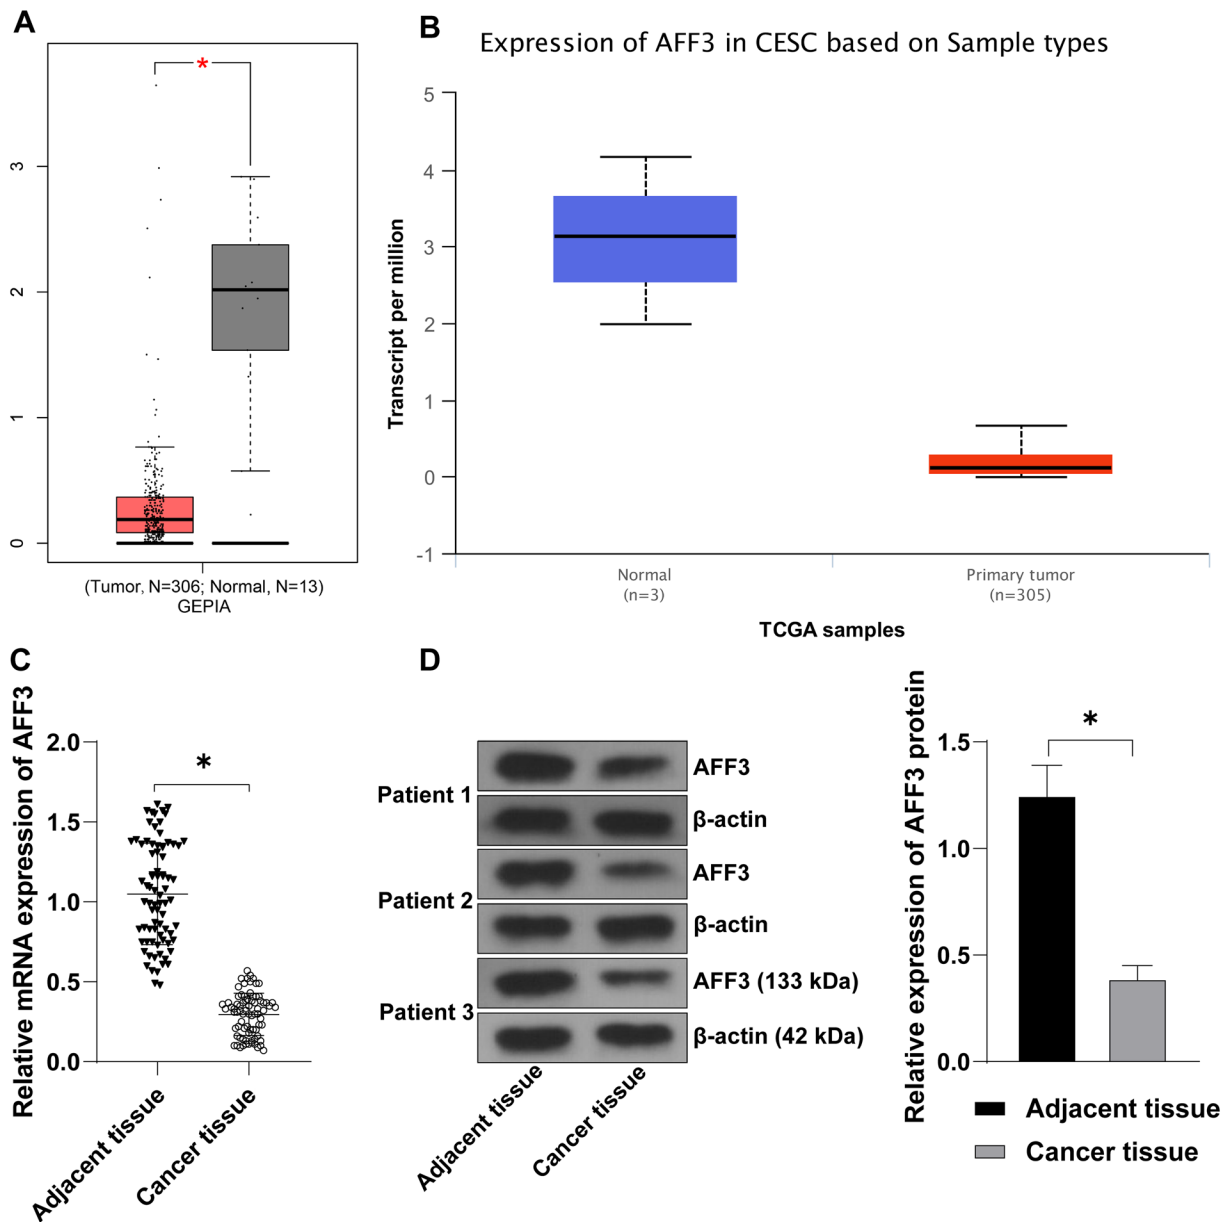 A
*
3
2
1
0
(Tumor, N=306; Normal, N=13)
GEPIA
B
Expression of AFF3 in CESC based on Sample types
Transcript per million
5
4
3
2
1
0
-1
Normal
(n=3)
Primary tumor
(n=305)
TCGA samples
C
Relative mRNA expression of AFF3
2.0
1.5
1.0
0.5
0.0
*
Adjacent tissue
Cancer tissue
D
Patient 1
AFF3
β-actin
Patient 2
AFF3
β-actin
Patient 3
AFF3 (133 kDa)
β-actin (42 kDa)
Adjacent tissue
Cancer tissue
Relative expression of AFF3 protein
1.5
1.0
0.5
0.0
*
Adjacent tissue
Cancer tissue